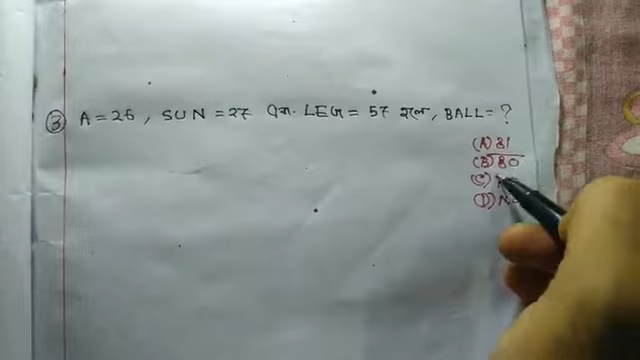 ③ A = 26, SUN = 27 এবং LEG = 57 হলে, BALL = ?
(A) 81
(B) 80
(C)
(D)